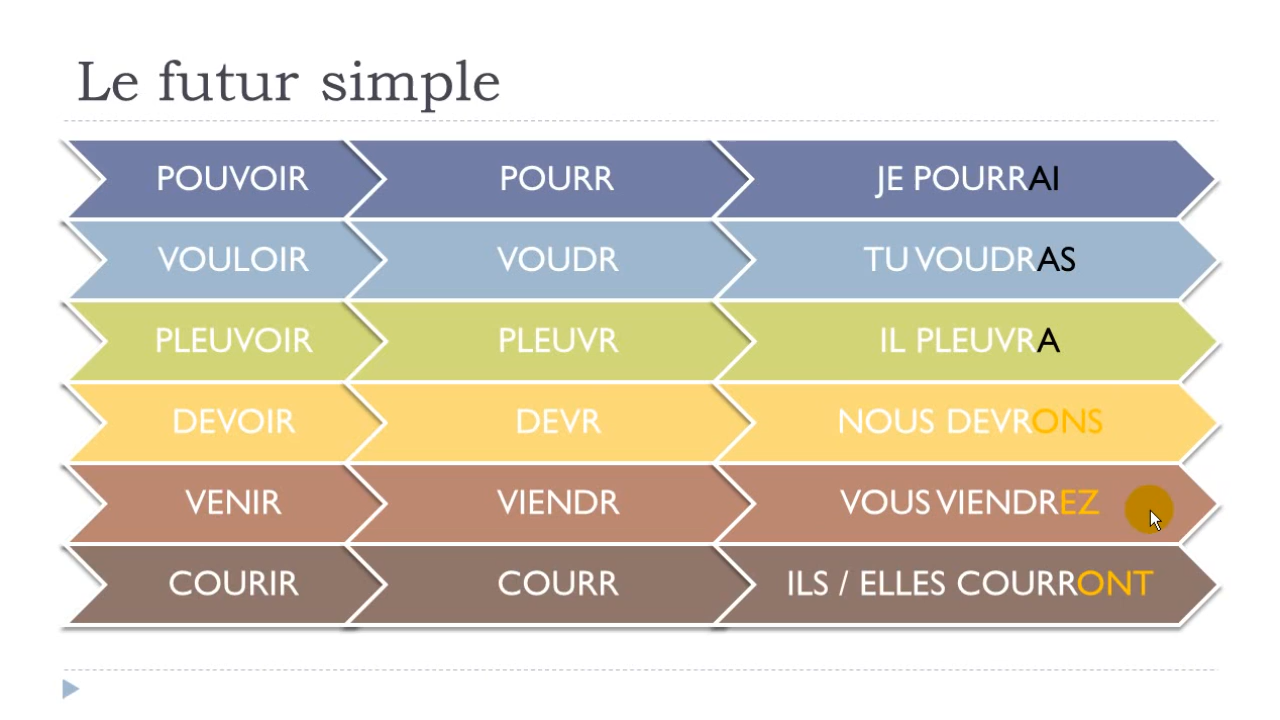 Le futur simple
POUVOIR POURR JE POURRAI
VOULOIR VOUDR TU VOUDRAS
PLEUVOIR PLEUVR IL PLEUVRA
DEVOIR DEVR NOUS DEVRONS
VENIR VIENDR VOUS VIENDREZ
COURIR COURR ILS / ELLES COURRONT